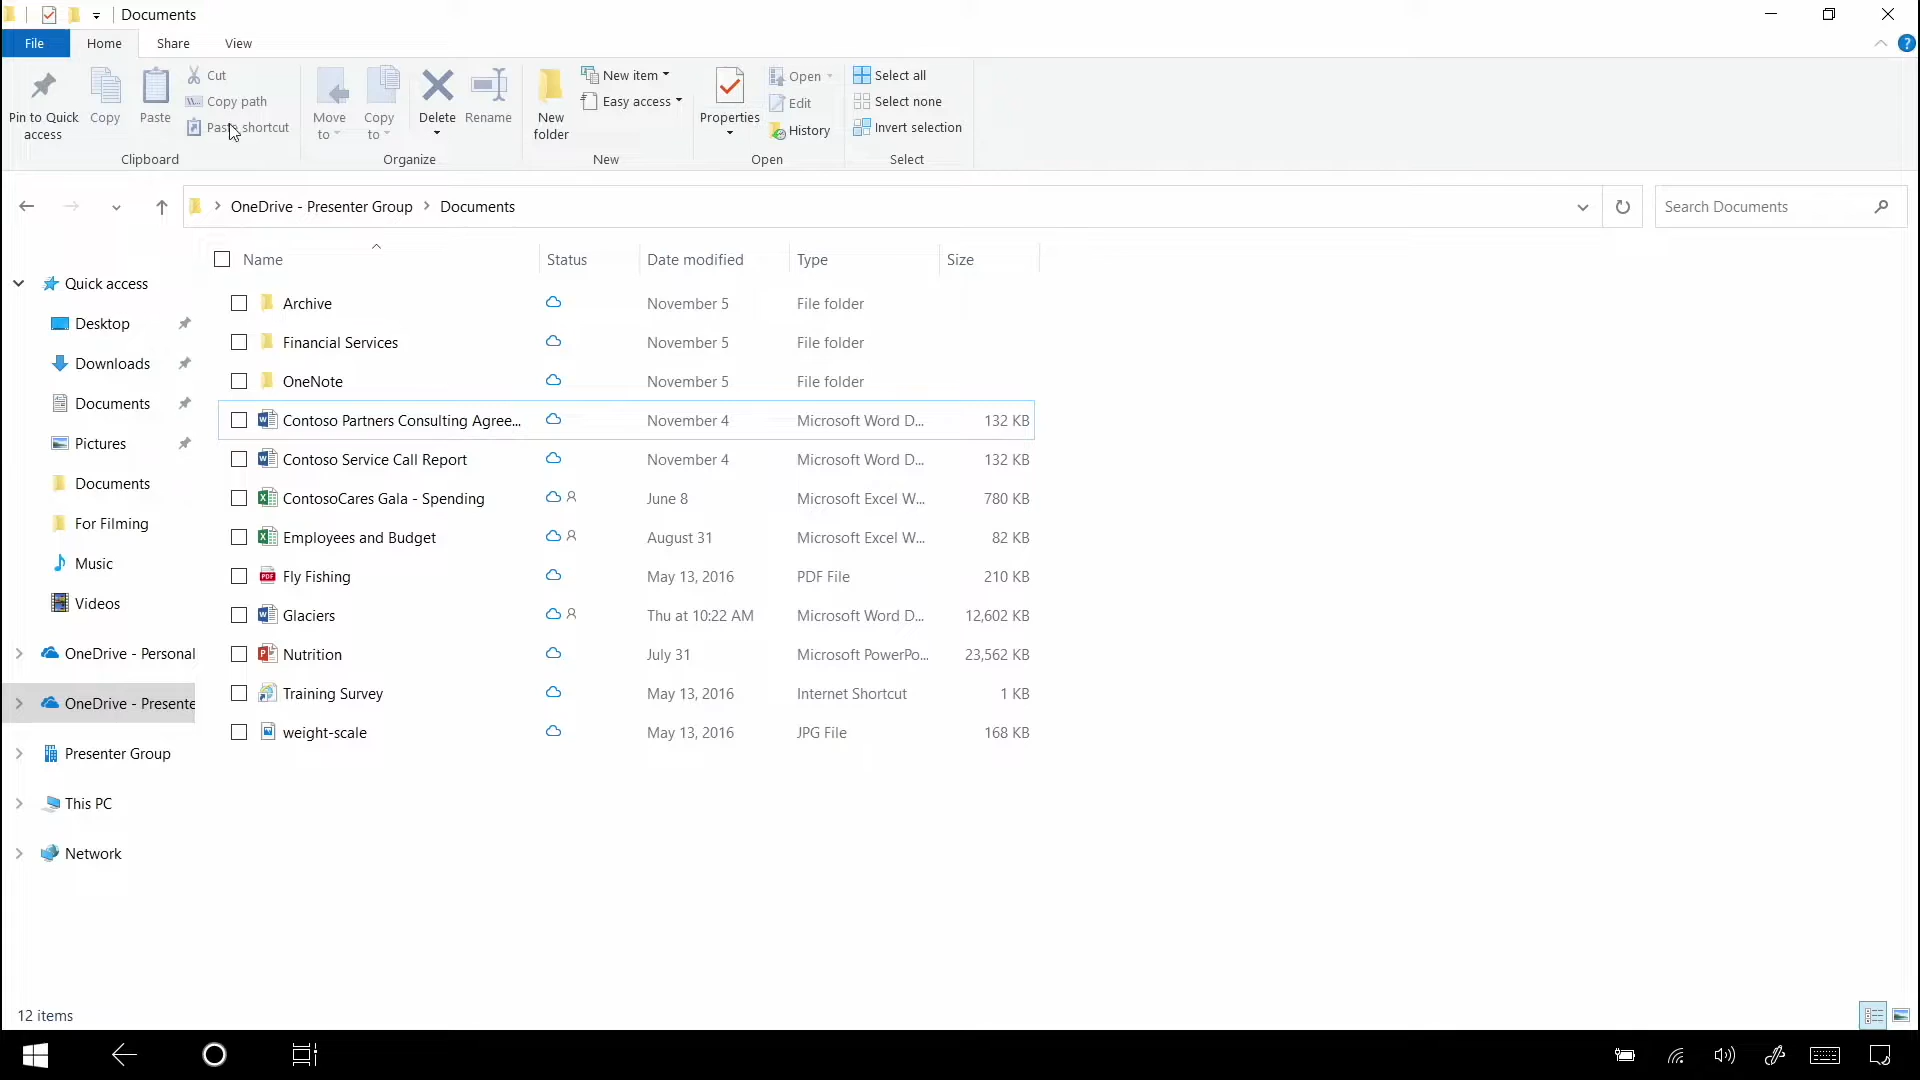 Documents
File Home Share View
Pin to Quick access
Copy
Paste
Cut
Copy path
Paste shortcut
Clipboard
Move to
Copy to
Delete
Rename
Organize
New folder
New item
Easy access
New
Properties
Open
Edit
History
Open
Select all
Select none
Invert selection
Select
OneDrive - Presenter Group > Documents
Search Documents
Quick access
Desktop
Downloads
Documents
Pictures
Documents
For Filming
Music
Videos
OneDrive - Personal
OneDrive - Presente
Presenter Group
This PC
Network
Name Status Date modified Type Size
Archive November 5 File folder
Financial Services November 5 File folder
OneNote November 5 File folder
Contoso Partners Consulting Agree... November 4 Microsoft Word D... 132 KB
Contoso Service Call Report November 4 Microsoft Word D... 132 KB
ContosoCares Gala - Spending June 8 Microsoft Excel W... 780 KB
Employees and Budget August 31 Microsoft Excel W... 82 KB
Fly Fishing May 13, 2016 PDF File 210 KB
Glaciers Thu at 10:22 AM Microsoft Word D... 12,602 KB
Nutrition July 31 Microsoft PowerPo... 23,562 KB
Training Survey May 13, 2016 Internet Shortcut 1 KB
weight-scale May 13, 2016 JPG File 168 KB
12 items